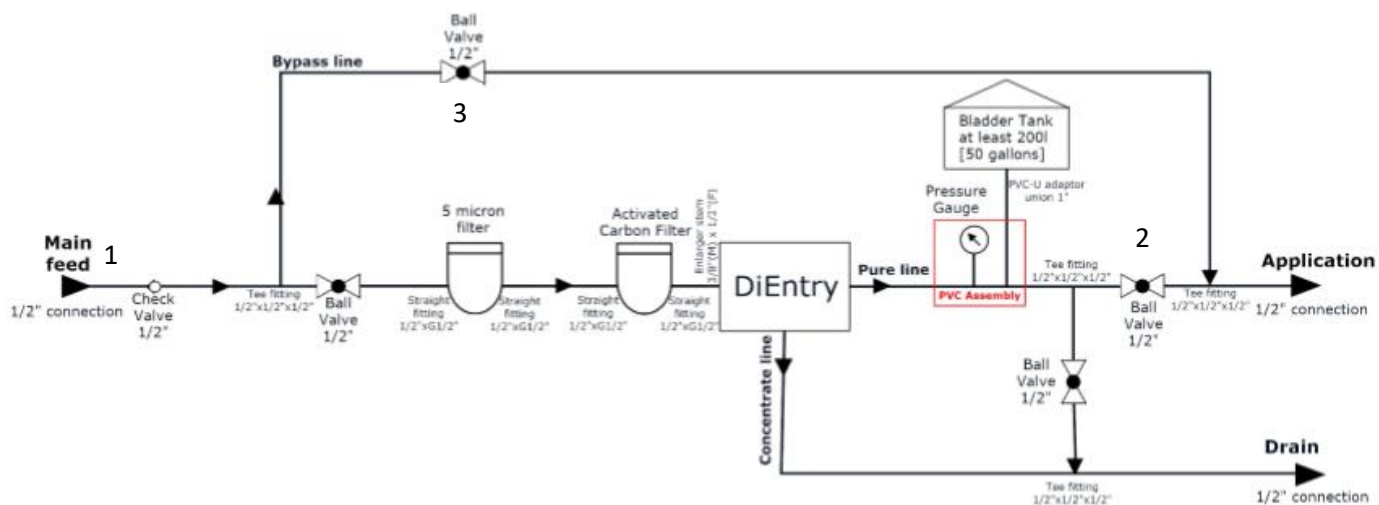 Ball
Valve
1/2"
Bypass line
3
Bladder Tank
at least 200l
[50 gallons]
PVC-U adaptor
union 1"
Pressure
Gauge
5 micron
filter
Activated
Carbon Filter
Enlarger stem
3/8"(M) x 1/2"(F)
Main
feed
1
1/2" connection
Check
Valve
1/2"
Tee fitting
1/2"x1/2"x1/2"
Ball
Valve
1/2"
Straight
fitting
1/2"xG1/2"
Straight
fitting
1/2"xG1/2"
Straight
fitting
1/2"xG1/2"
Straight
fitting
1/2"xG1/2"
DiEntry
Pure line
PVC Assembly
Tee fitting
1/2"x1/2"x1/2"
2
Ball
Valve
1/2"
Tee fitting
1/2"x1/2"x1/2"
Application
1/2" connection
Concentrate line
Ball
Valve
1/2"
Tee fitting
1/2"x1/2"x1/2"
Drain
1/2" connection